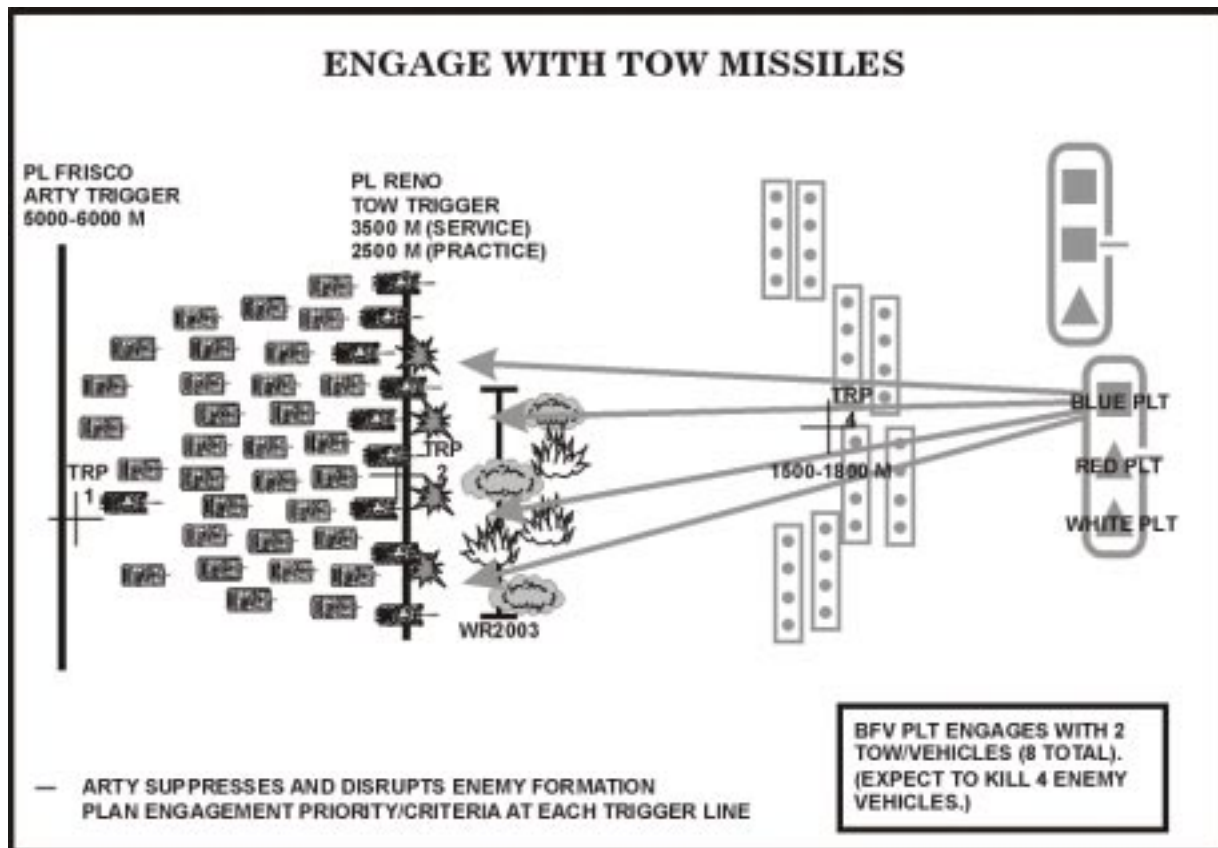 ENGAGE WITH TOW MISSILES
PL FRISCO
ARTY TRIGGER
5000-6000 M
PL RENO
TOW TRIGGER
3500 M (SERVICE)
2500 M (PRACTICE)
TRP
4
BLUE PLT
TRP
2
1500-1800 M
RED PLT
TRP
1
WHITE PLT
WR2003
BFV PLT ENGAGES WITH 2
TOW/VEHICLES (8 TOTAL).
(EXPECT TO KILL 4 ENEMY
VEHICLES.)
— ARTY SUPPRESSES AND DISRUPTS ENEMY FORMATION
PLAN ENGAGEMENT PRIORITY/CRITERIA AT EACH TRIGGER LINE